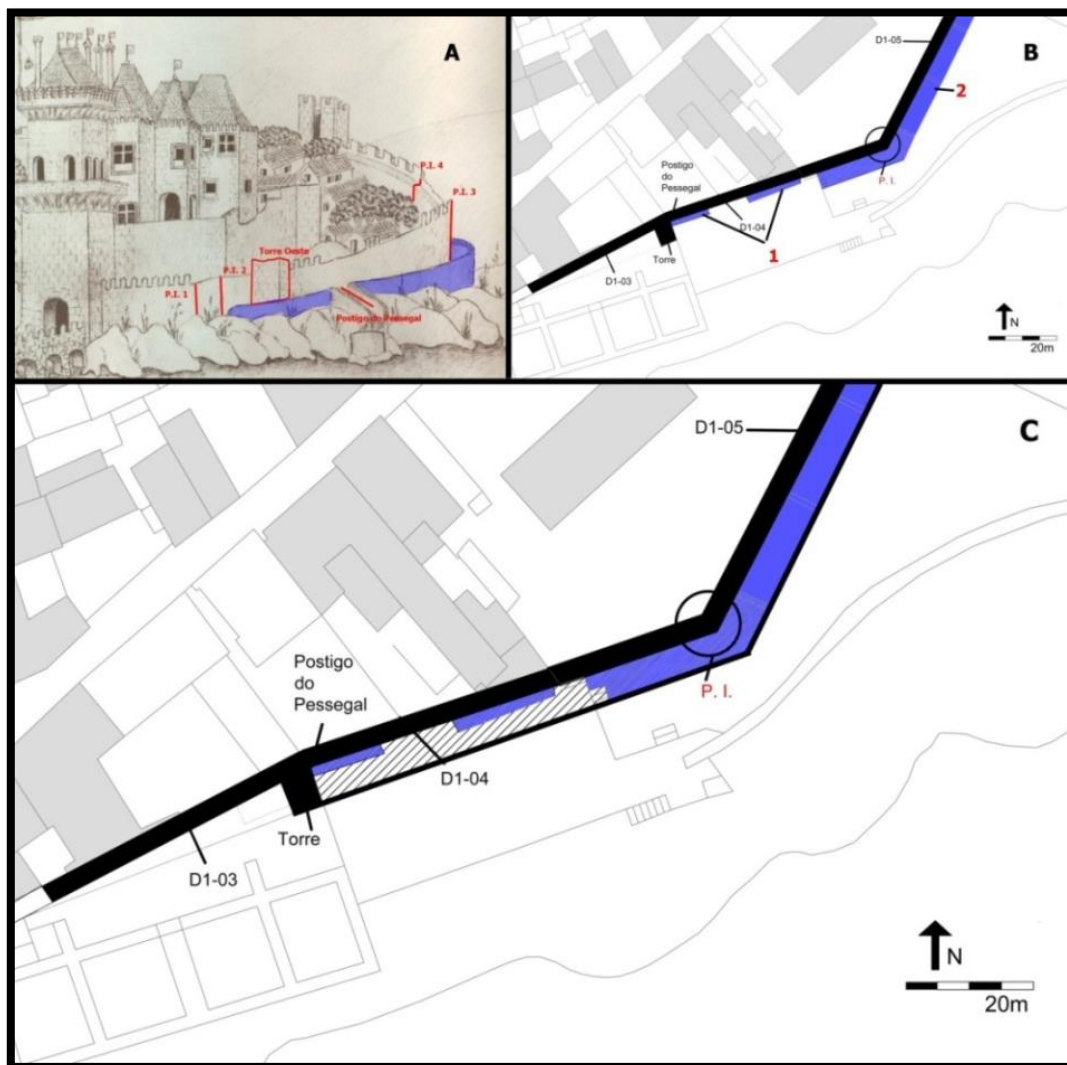 A
P.I. 4
P.I. 3
Torre Oeste
P.I. 2
P.I. 1
Postigo do Pessegal
B
D1-05
2
Postigo
do
Pessegal
P. I.
D1-04
1
Torre
D1-03
N
20m
C
D1-05
Postigo
do
Pessegal
P. I.
D1-04
Torre
D1-03
N
20m